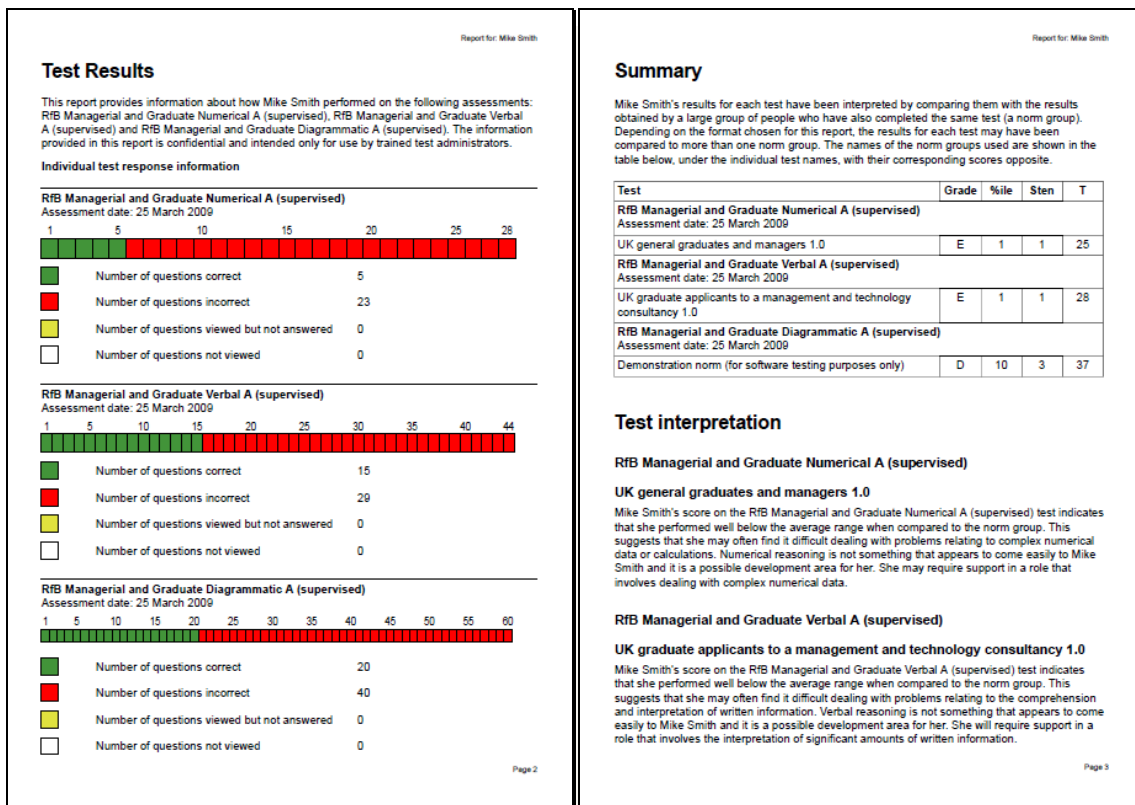 Report for: Mike Smith
Test Results
This report provides information about how Mike Smith performed on the following assessments:
RfB Managerial and Graduate Numerical A (supervised), RfB Managerial and Graduate Verbal
A (supervised) and RfB Managerial and Graduate Diagrammatic A (supervised). The information
provided in this report is confidential and intended only for use by trained test administrators.
Individual test response information
RfB Managerial and Graduate Numerical A (supervised)
Assessment date: 25 March 2009
1 5 10 15 20 25 28
Number of questions correct 5
Number of questions incorrect 23
Number of questions viewed but not answered 0
Number of questions not viewed 0
RfB Managerial and Graduate Verbal A (supervised)
Assessment date: 25 March 2009
1 5 10 15 20 25 30 35 40 44
Number of questions correct 15
Number of questions incorrect 29
Number of questions viewed but not answered 0
Number of questions not viewed 0
RfB Managerial and Graduate Diagrammatic A (supervised)
Assessment date: 25 March 2009
1 5 10 15 20 25 30 35 40 45 50 55 60
Number of questions correct 20
Number of questions incorrect 40
Number of questions viewed but not answered 0
Number of questions not viewed 0
Page 2
Report for: Mike Smith
Summary
Mike Smith's results for each test have been interpreted by comparing them with the results
obtained by a large group of people who have also completed the same test (a norm group).
Depending on the format chosen for this report, the results for each test may have been
compared to more than one norm group. The names of the norm groups used are shown in the
table below, under the individual test names, with their corresponding scores opposite.
Test Grade %ile Sten T
RfB Managerial and Graduate Numerical A (supervised)
Assessment date: 25 March 2009
UK general graduates and managers 1.0 E 1 1 25
RfB Managerial and Graduate Verbal A (supervised)
Assessment date: 25 March 2009
UK graduate applicants to a management and technology E 1 1 28
consultancy 1.0
RfB Managerial and Graduate Diagrammatic A (supervised)
Assessment date: 25 March 2009
Demonstration norm (for software testing purposes only) D 10 3 37
Test interpretation
RfB Managerial and Graduate Numerical A (supervised)
UK general graduates and managers 1.0
Mike Smith's score on the RfB Managerial and Graduate Numerical A (supervised) test indicates
that she performed well below the average range when compared to the norm group. This
suggests that she may often find it difficult dealing with problems relating to complex numerical
data or calculations. Numerical reasoning is not something that appears to come easily to Mike
Smith and it is a possible development area for her. She may require support in a role that
involves dealing with complex numerical data.
RfB Managerial and Graduate Verbal A (supervised)
UK graduate applicants to a management and technology consultancy 1.0
Mike Smith's score on the RfB Managerial and Graduate Verbal A (supervised) test indicates
that she performed well below the average range when compared to the norm group. This
suggests that she may often find it difficult dealing with problems relating to the comprehension
and interpretation of written information. Verbal reasoning is not something that appears to come
easily to Mike Smith and it is a possible development area for her. She will require support in a
role that involves the interpretation of significant amounts of written information.
Page 3